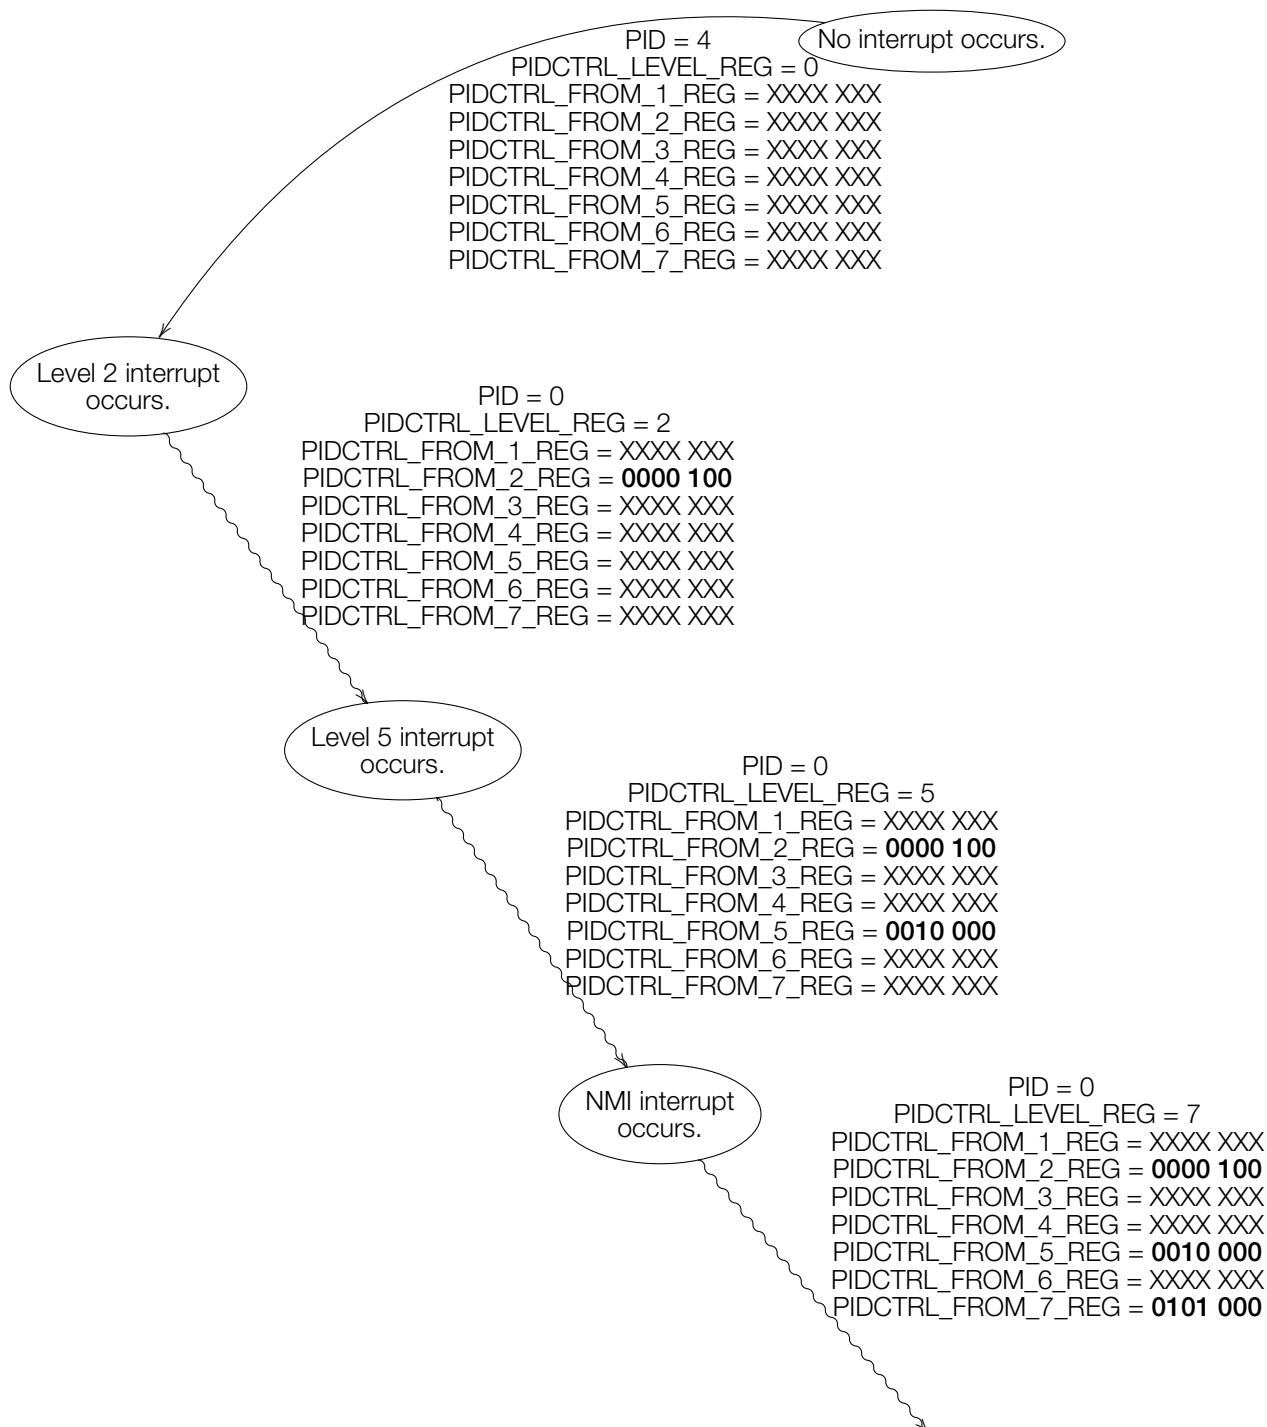 No interrupt occurs.
PID = 4
PIDCTRL_LEVEL_REG = 0
PIDCTRL_FROM_1_REG = XXXX XXX
PIDCTRL_FROM_2_REG = XXXX XXX
PIDCTRL_FROM_3_REG = XXXX XXX
PIDCTRL_FROM_4_REG = XXXX XXX
PIDCTRL_FROM_5_REG = XXXX XXX
PIDCTRL_FROM_6_REG = XXXX XXX
PIDCTRL_FROM_7_REG = XXXX XXX
Level 2 interrupt
occurs.
PID = 0
PIDCTRL_LEVEL_REG = 2
PIDCTRL_FROM_1_REG = XXXX XXX
PIDCTRL_FROM_2_REG = 0000 100
PIDCTRL_FROM_3_REG = XXXX XXX
PIDCTRL_FROM_4_REG = XXXX XXX
PIDCTRL_FROM_5_REG = XXXX XXX
PIDCTRL_FROM_6_REG = XXXX XXX
PIDCTRL_FROM_7_REG = XXXX XXX
Level 5 interrupt
occurs.
PID = 0
PIDCTRL_LEVEL_REG = 5
PIDCTRL_FROM_1_REG = XXXX XXX
PIDCTRL_FROM_2_REG = 0000 100
PIDCTRL_FROM_3_REG = XXXX XXX
PIDCTRL_FROM_4_REG = XXXX XXX
PIDCTRL_FROM_5_REG = 0010 000
PIDCTRL_FROM_6_REG = XXXX XXX
PIDCTRL_FROM_7_REG = XXXX XXX
NMI interrupt
occurs.
PID = 0
PIDCTRL_LEVEL_REG = 7
PIDCTRL_FROM_1_REG = XXXX XXX
PIDCTRL_FROM_2_REG = 0000 100
PIDCTRL_FROM_3_REG = XXXX XXX
PIDCTRL_FROM_4_REG = XXXX XXX
PIDCTRL_FROM_5_REG = 0010 000
PIDCTRL_FROM_6_REG = XXXX XXX
PIDCTRL_FROM_7_REG = 0101 000